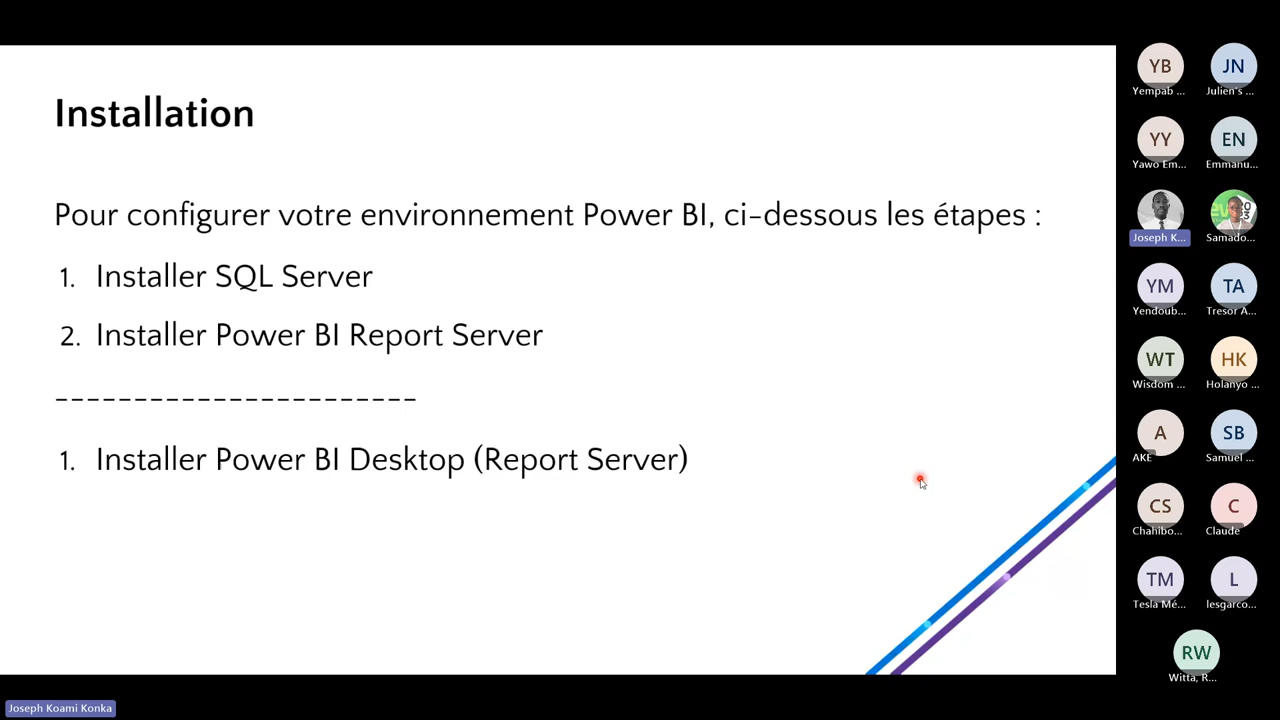 Installation
Pour configurer votre environnement Power BI, ci-dessous les étapes :
1. Installer SQL Server
2. Installer Power BI Report Server
-----------------------
1. Installer Power BI Desktop (Report Server)
YB
Yempab ...
JN
Julien's ...
YY
Yawo Em...
EN
Emmanu...
Joseph K...
Samado...
YM
Yendoub...
TA
Tresor A...
WT
Wisdom ...
HK
Holanyo ...
A
AKE
SB
Samuel ...
CS
Chahibo...
C
Claude
TM
Tesla Mé...
L
lesgarco...
RW
Witta, R...
Joseph Koami Konka